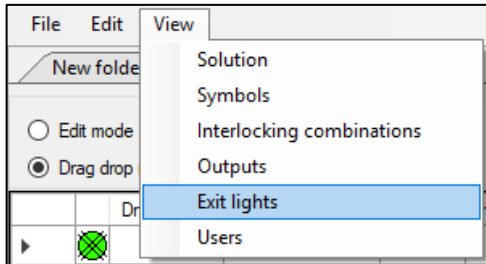 File Edit View
New folde
Solution
Symbols
Edit mode
Interlocking combinations
Drag drop
Outputs
Dr
Exit lights
Users